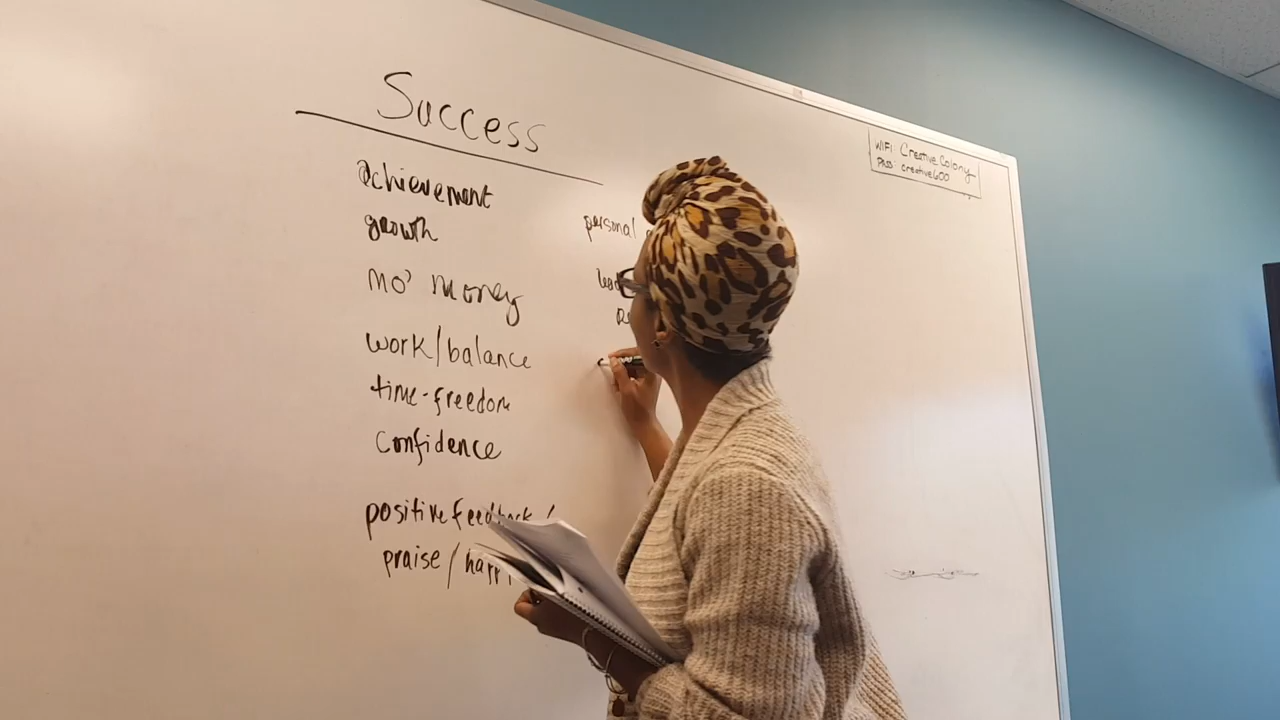 Success
achievement
growth
mo' money
work/balance
time-freedom
confidence
positive feedback /
praise /
personal
WIFI: Creative Colony
PASS: creative600